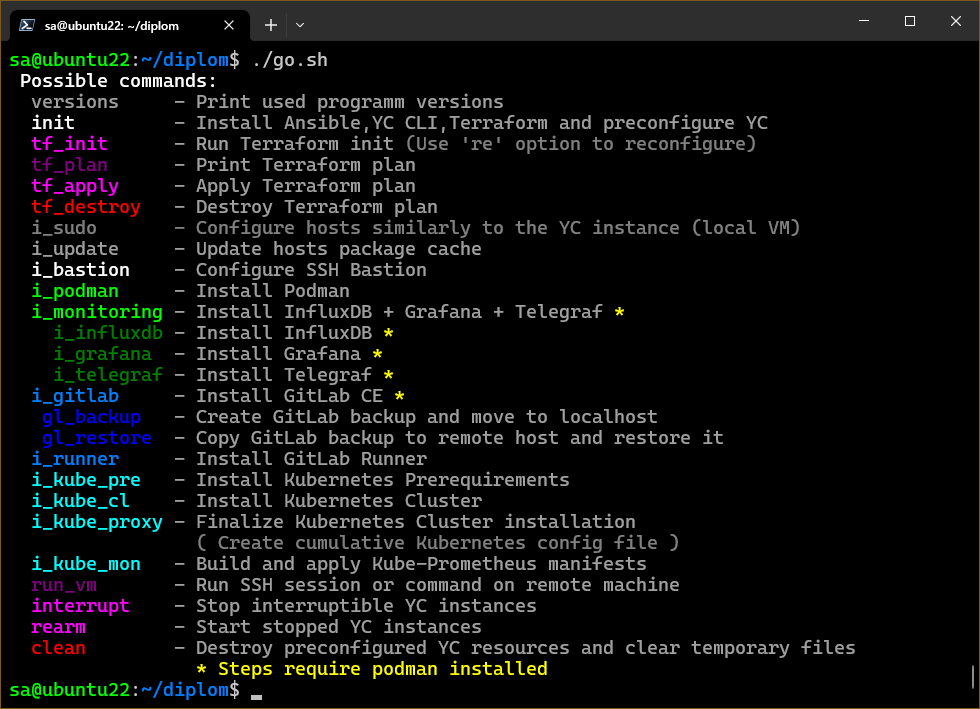 sa@ubuntu22: ~/diplom
sa@ubuntu22:~/diplom$ ./go.sh
Possible commands:
versions - Print used programm versions
init - Install Ansible,YC CLI,Terraform and preconfigure YC
tf_init - Run Terraform init (Use 're' option to reconfigure)
tf_plan - Print Terraform plan
tf_apply - Apply Terraform plan
tf_destroy - Destroy Terraform plan
i_sudo - Configure hosts similarly to the YC instance (local VM)
i_update - Update hosts package cache
i_bastion - Configure SSH Bastion
i_podman - Install Podman
i_monitoring - Install InfluxDB + Grafana + Telegraf *
i_influxdb - Install InfluxDB *
i_grafana - Install Grafana *
i_telegraf - Install Telegraf *
i_gitlab - Install GitLab CE *
gl_backup - Create GitLab backup and move to localhost
gl_restore - Copy GitLab backup to remote host and restore it
i_runner - Install GitLab Runner
i_kube_pre - Install Kubernetes Prerequirements
i_kube_cl - Install Kubernetes Cluster
i_kube_proxy - Finalize Kubernetes Cluster installation
( Create cumulative Kubernetes config file )
i_kube_mon - Build and apply Kube-Prometheus manifests
run_vm - Run SSH session or command on remote machine
interrupt - Stop interruptible YC instances
rearm - Start stopped YC instances
clean - Destroy preconfigured YC resources and clear temporary files
* Steps require podman installed
sa@ubuntu22:~/diplom$